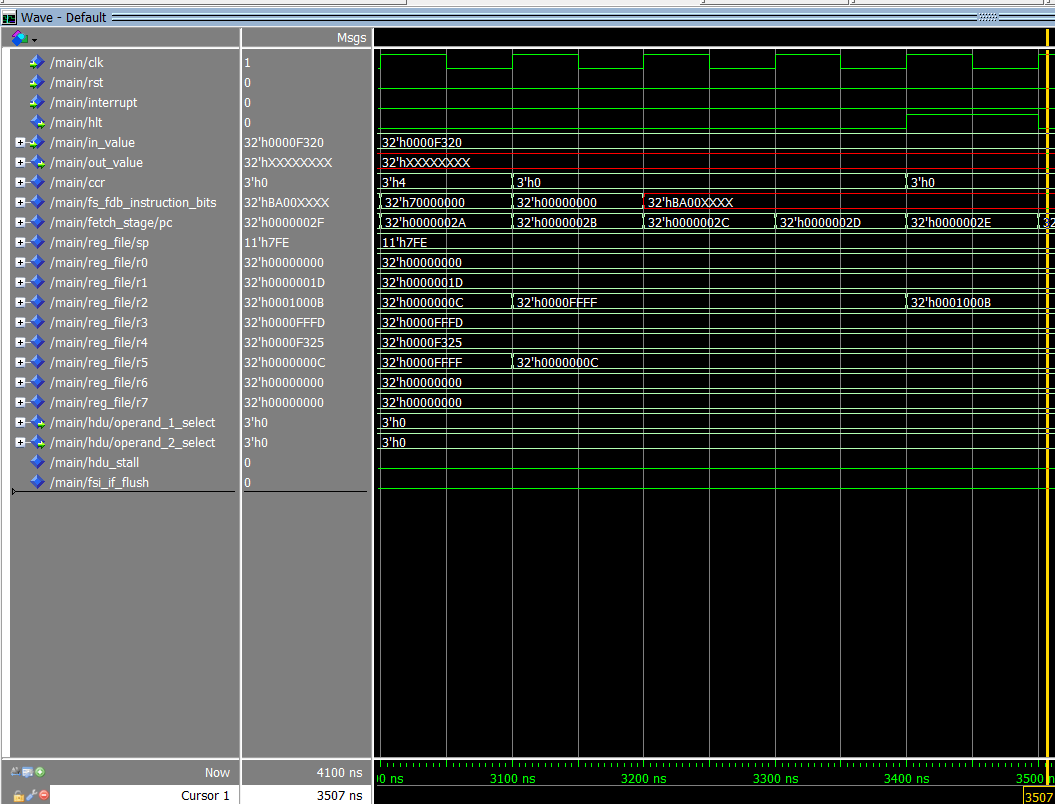 Wave - Default
Msgs
/main/clk 1
/main/rst 0
/main/interrupt 0
/main/hlt 0
/main/in_value 32'h0000F320 32'h0000F320
/main/out_value 32'hXXXXXXXX 32'hXXXXXXXX
/main/ccr 3'h0 3'h4 3'h0 3'h0
/main/fs_fdb_instruction_bits 32'hBA00XXXX 32'h70000000 32'h00000000 32'hBA00XXXX
/main/fetch_stage/pc 32'h0000002F 32'h0000002A 32'h0000002B 32'h0000002C 32'h0000002D 32'h0000002E 32
/main/reg_file/sp 11'h7FE 11'h7FE
/main/reg_file/r0 32'h00000000 32'h00000000
/main/reg_file/r1 32'h0000001D 32'h0000001D
/main/reg_file/r2 32'h0001000B 32'h0000000C 32'h0000FFFF 32'h0001000B
/main/reg_file/r3 32'h0000FFFD 32'h0000FFFD
/main/reg_file/r4 32'h0000F325 32'h0000F325
/main/reg_file/r5 32'h0000000C 32'h0000FFFF 32'h0000000C
/main/reg_file/r6 32'h00000000 32'h00000000
/main/reg_file/r7 32'h00000000 32'h00000000
/main/hdu/operand_1_select 3'h0 3'h0
/main/hdu/operand_2_select 3'h0 3'h0
/main/hdu_stall 0
/main/fsi_if_flush 0
Now 4100 ns 00 ns 3100 ns 3200 ns 3300 ns 3400 ns 3500 n
Cursor 1 3507 ns 3507